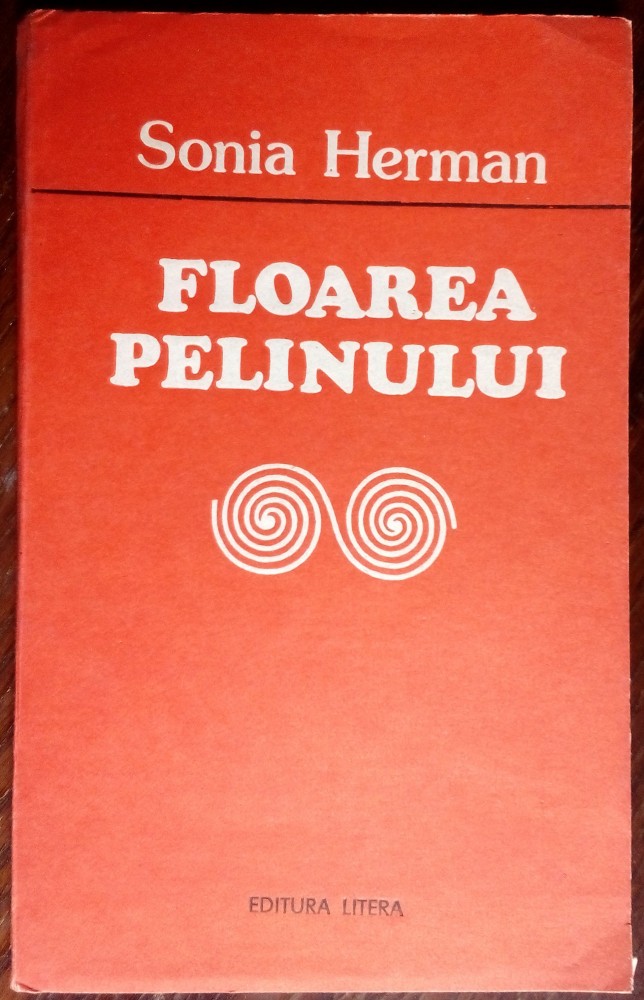 Sonia Herman
FLOAREA
PELINULUI
EDITURA LITERA